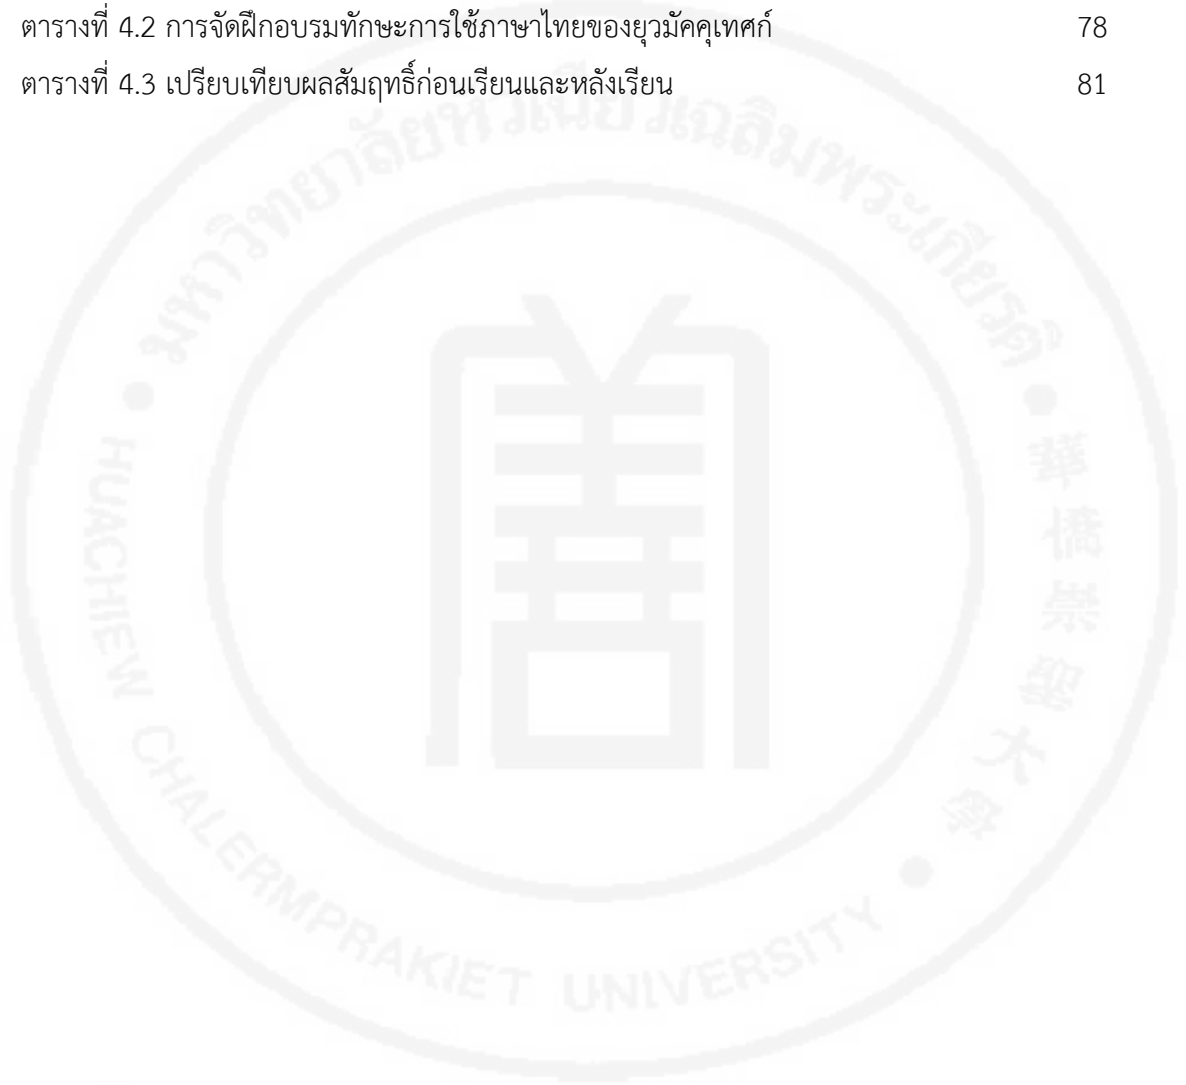 ตารางที่ 4.2 การจัดฝึกอบรมทักษะการใช้ภาษาไทยของยุวมัคคุเทศก์ 78
ตารางที่ 4.3 เปรียบเทียบผลสัมฤทธิ์ก่อนเรียนและหลังเรียน 81
มหาวิทยาลัยหัวเฉียวเฉลิมพระเกียรติ
HUACHIEW CHALERMPRAKIET UNIVERSITY
華僑崇聖大學